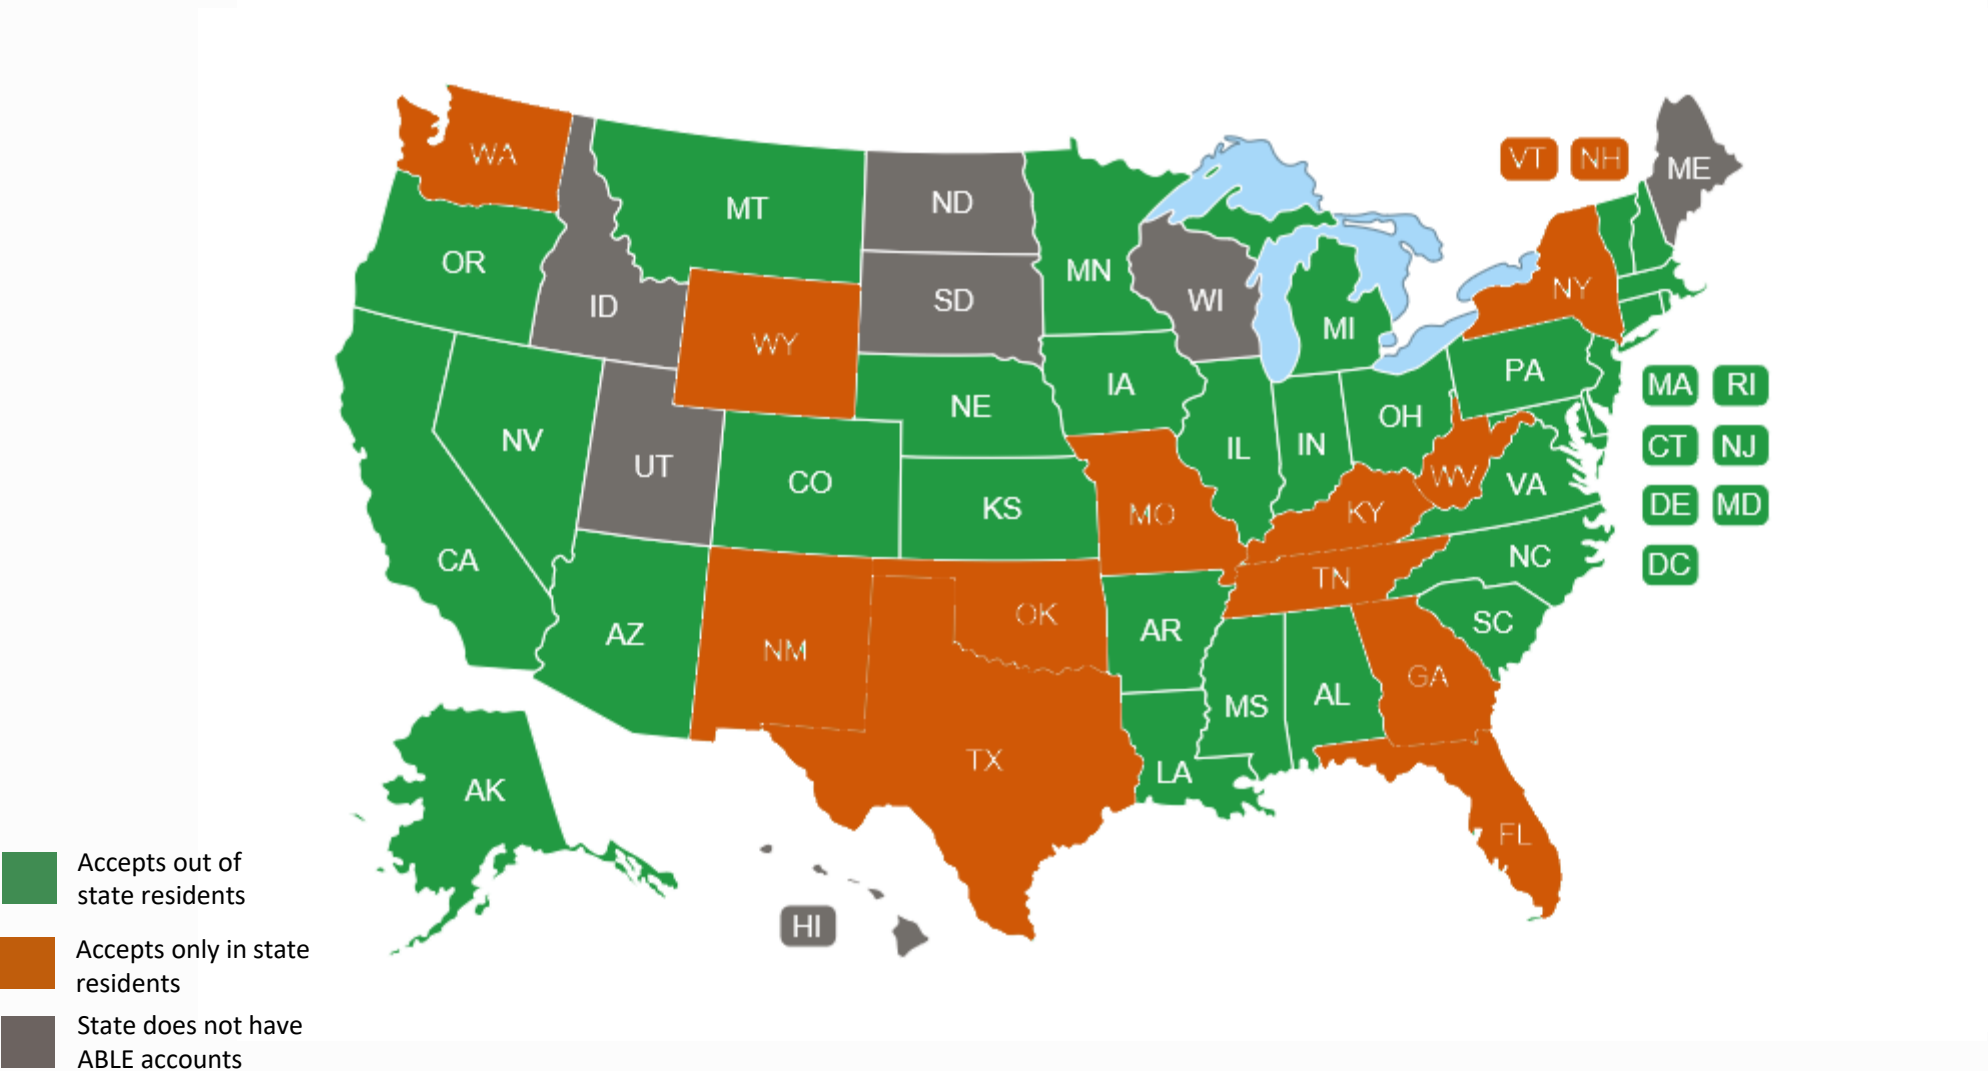 WA
VT NH
ME
MT
ND
OR
MN
NY
ID
SD
WI
MI
WY
PA
IA
MA RI
NE
OH
NV
IL
IN
CT NJ
UT
CO
WV
VA
KS
MO
KY
DE MD
CA
NC
DC
TN
OK
AZ
AR
SC
NM
GA
MS
AL
TX
LA
AK
FL
HI
Accepts out of
state residents
Accepts only in state
residents
State does not have
ABLE accounts